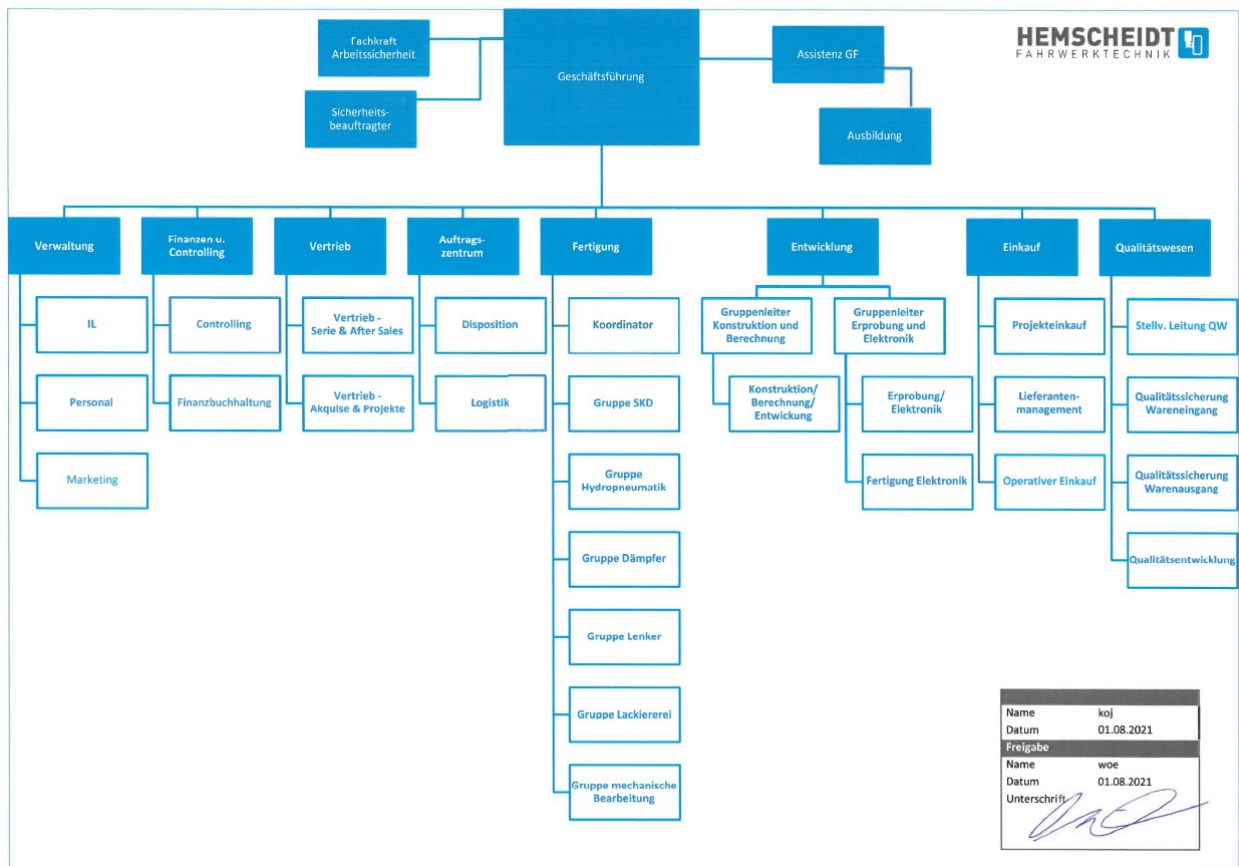 Fachkraft
Arbeitssicherheit
Sicherheits-
beauftragter
Geschäftsführung
Assistenz GF
Ausbildung
HEMSCHEIDT
FAHRWERKTECHNIK
Verwaltung
IL
Personal
Marketing
Finanzen u.
Controlling
Controlling
Finanzbuchhaltung
Vertrieb
Vertrieb -
Serie & After Sales
Vertrieb -
Akquise & Projekte
Auftrags-
zentrum
Disposition
Logistik
Fertigung
Koordinator
Gruppe SKD
Gruppe
Hydropneumatik
Gruppe Dämpfer
Gruppe Lenker
Gruppe Lackiererei
Gruppe mechanische
Bearbeitung
Entwicklung
Gruppenleiter
Konstruktion und
Berechnung
Konstruktion/
Berechnung/
Entwickung
Gruppenleiter
Erprobung und
Elektronik
Erprobung/
Elektronik
Fertigung Elektronik
Einkauf
Projekteinkauf
Lieferanten-
management
Operativer Einkauf
Qualitätswesen
Stellv. Leitung QW
Qualitätssicherung
Wareneingang
Qualitätssicherung
Warenausgang
Qualitätsentwicklung
Name koj
Datum 01.08.2021
Freigabe
Name woe
Datum 01.08.2021
Unterschrift